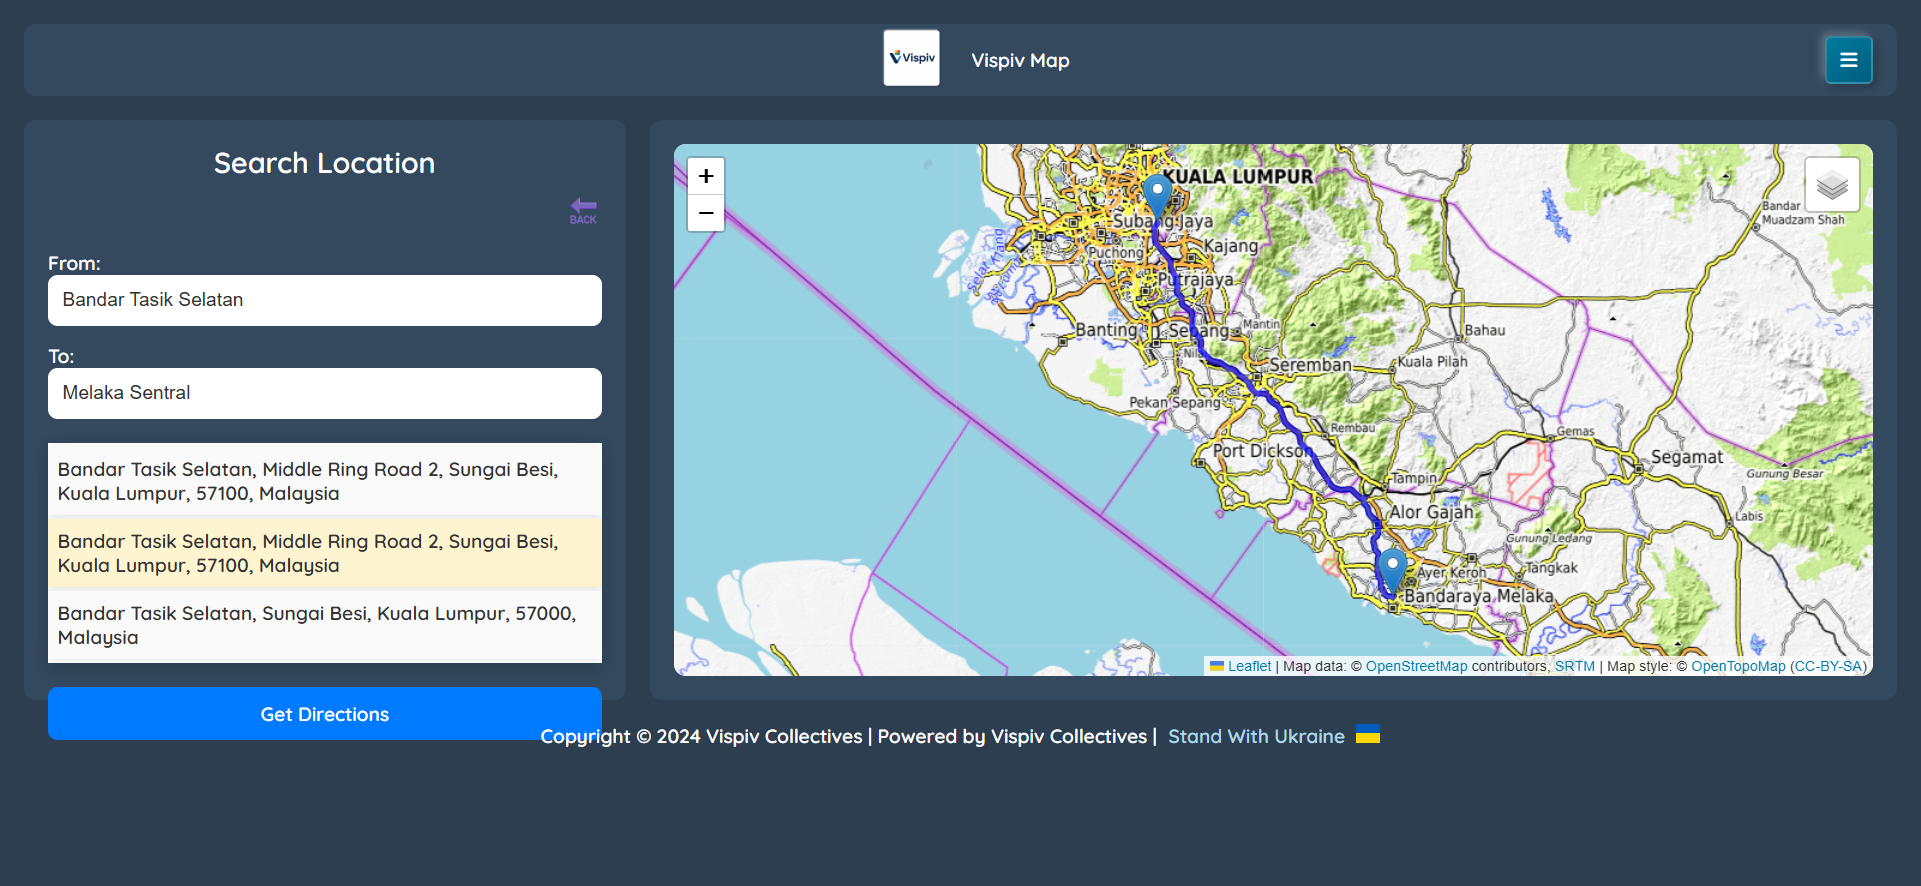 Vispiv
Vispiv Map
Search Location
BACK
From:
Bandar Tasik Selatan
To:
Melaka Sentral
Bandar Tasik Selatan, Middle Ring Road 2, Sungai Besi,
Kuala Lumpur, 57100, Malaysia
Bandar Tasik Selatan, Middle Ring Road 2, Sungai Besi,
Kuala Lumpur, 57100, Malaysia
Bandar Tasik Selatan, Sungai Besi, Kuala Lumpur, 57000,
Malaysia
Get Directions
+
−
KUALA LUMPUR
Subang Jaya
Kajang
Puchong
Selat Klang
Putrajaya
Banting
Sepang
Mantin
Nilai
Seremban
Bahau
Kuala Pilah
Pekan Sepang
Rembau
Port Dickson
Gemas
Segamat
Gunung Besar
Tampin
Alor Gajah
Labis
Gunung Ledang
Ayer Keroh
Tangkak
Bandaraya Melaka
Bandar
Muadzam Shah
Leaflet | Map data: © OpenStreetMap contributors, SRTM | Map style: © OpenTopoMap (CC-BY-SA)
Copyright © 2024 Vispiv Collectives | Powered by Vispiv Collectives | Stand With Ukraine